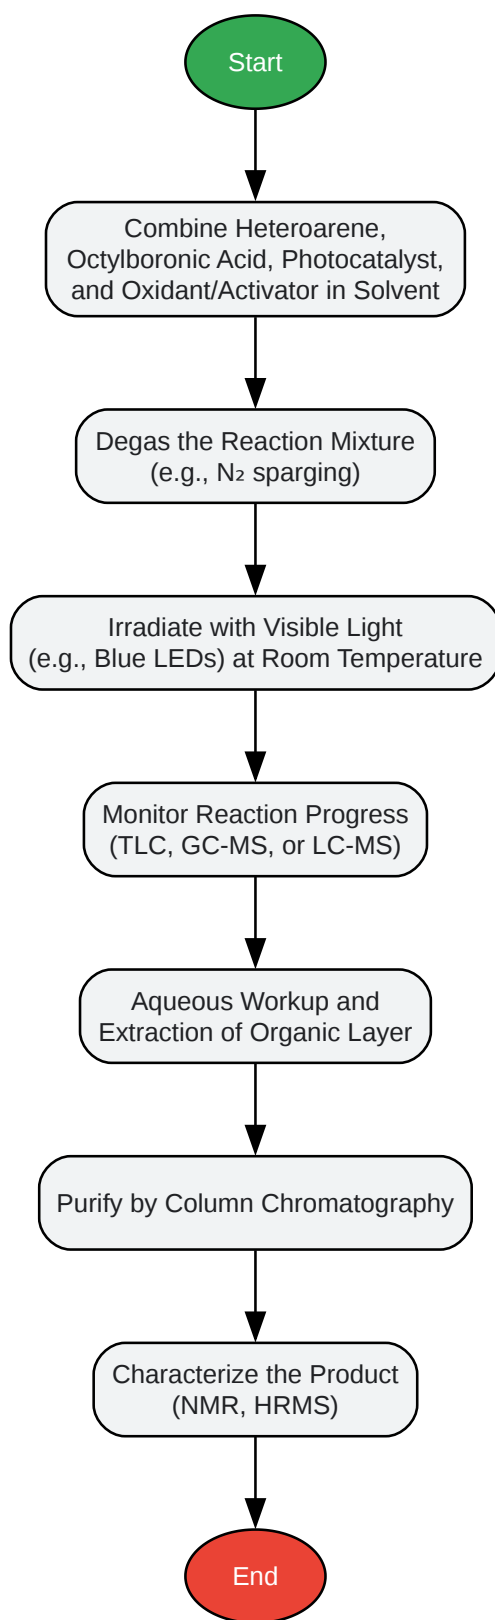 Start
Combine Heteroarene,
Octylboronic Acid, Photocatalyst,
and Oxidant/Activator in Solvent
Degas the Reaction Mixture
(e.g., N₂ sparging)
Irradiate with Visible Light
(e.g., Blue LEDs) at Room Temperature
Monitor Reaction Progress
(TLC, GC-MS, or LC-MS)
Aqueous Workup and
Extraction of Organic Layer
Purify by Column Chromatography
Characterize the Product
(NMR, HRMS)
End